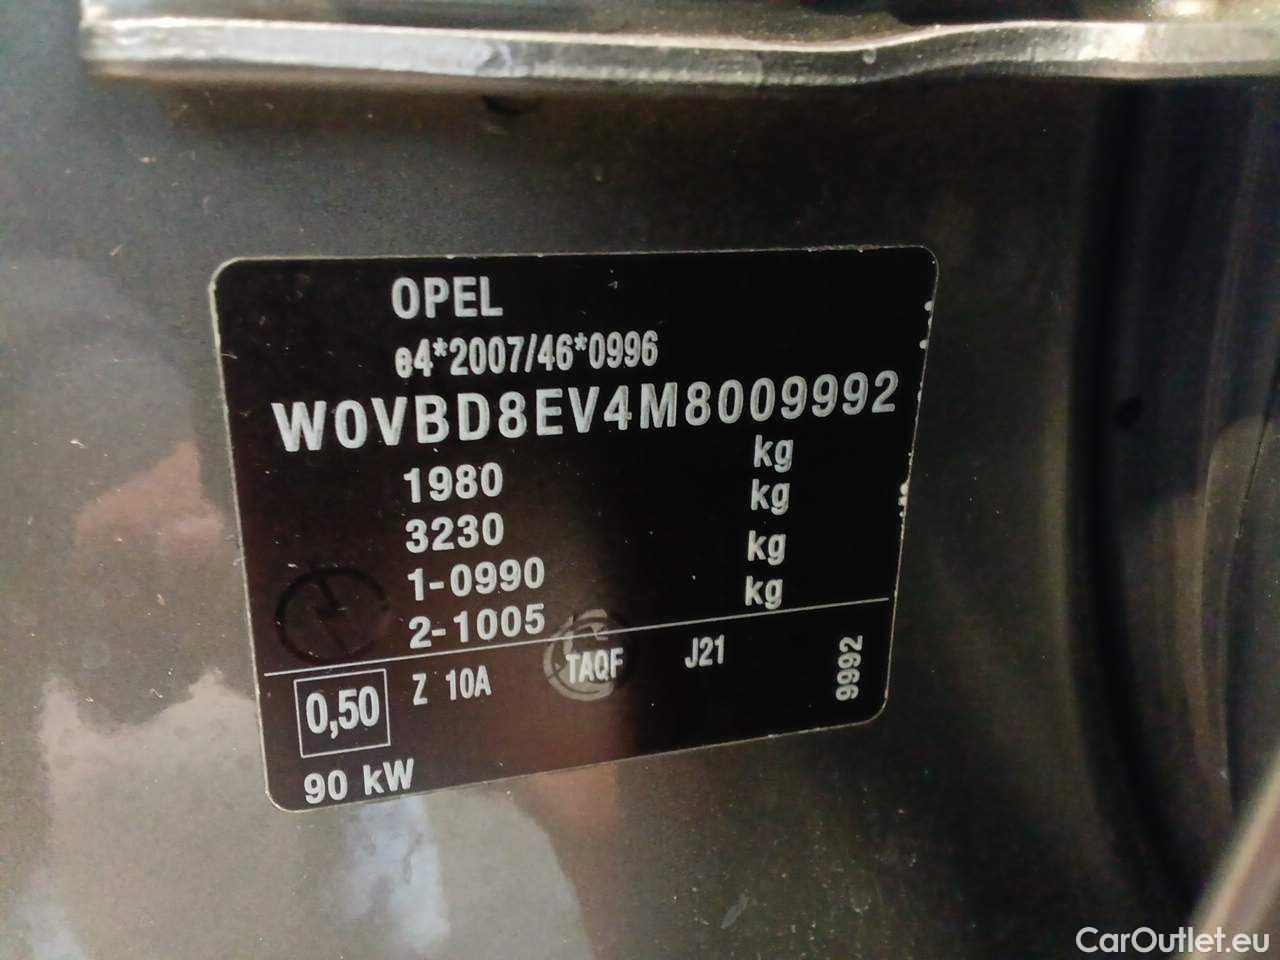 OPEL
e4*2007/46*0996
W0VBD8EV4M8009992
1980 kg
3230 kg
1-0990 kg
2-1005 kg
0,50 Z 10A TAQF J21 9992
90 kW
CarOutlet.eu